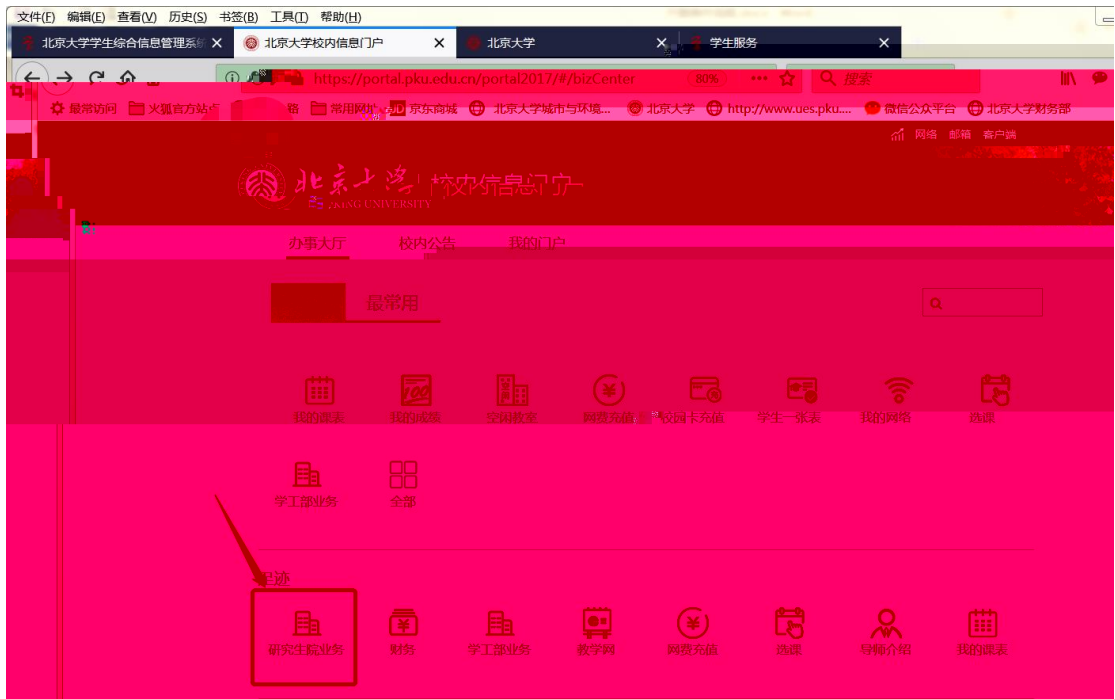 文件(F) 编辑(E) 查看(V) 历史(S) 书签(B) 工具(T) 帮助(H)
北京大学学生综合信息管理系统 北京大学校内信息门户 北京大学 学生服务
https://portal.pku.edu.cn/portal2017/#/bizCenter 80% 搜索
最常访问 火狐官方站点 常用网址 京东商城 北京大学城市与环境... 北京大学 http://www.ues.pku.... 微信公众平台 北京大学财务部
网络 邮箱 客户端
北京大学 校内信息门户
PEKING UNIVERSITY
办事大厅 校内公告 我的门户
最常用
我的课表 我的成绩 空闲教室 网费充值 校园卡充值 学生一张表 我的网络 选课
学工部业务 全部
足迹
研究生院业务 财务 学工部业务 教学网 网费充值 选课 导师介绍 我的课表